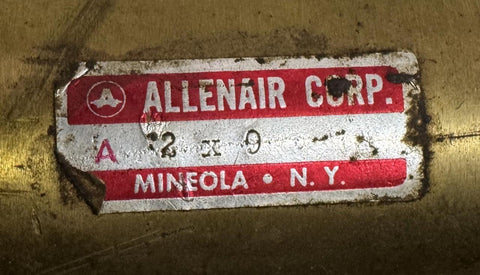 ALLENAIR CORP.
A 2 x 9
MINEOLA • N. Y.